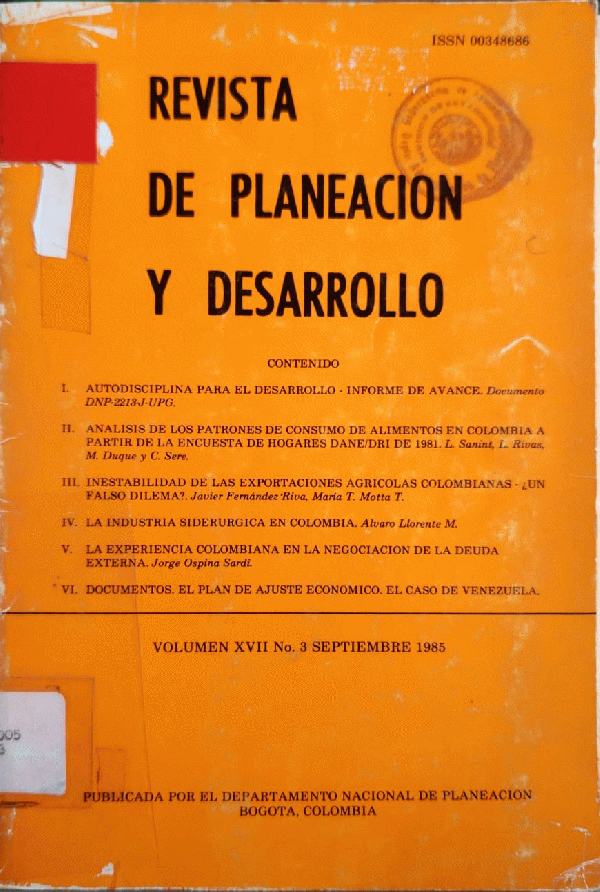 ISSN 00348686
REVISTA
DE PLANEACION
Y DESARROLLO
CONTENIDO
I. AUTODISCIPLINA PARA EL DESARROLLO - INFORME DE AVANCE. Documento
DNP-2213-J-UPG.
II. ANALISIS DE LOS PATRONES DE CONSUMO DE ALIMENTOS EN COLOMBIA A
PARTIR DE LA ENCUESTA DE HOGARES DANE/DRI DE 1981. L. Sanint, L. Rivas,
M. Duque y C. Sere.
III. INESTABILIDAD DE LAS EXPORTACIONES AGRICOLAS COLOMBIANAS - ¿UN
FALSO DILEMA?. Javier Fernández Riva, María T. Motta T.
IV. LA INDUSTRIA SIDERURGICA EN COLOMBIA. Alvaro Llorente M.
V. LA EXPERIENCIA COLOMBIANA EN LA NEGOCIACION DE LA DEUDA
EXTERNA. Jorge Ospina Sardi.
VI. DOCUMENTOS. EL PLAN DE AJUSTE ECONOMICO. EL CASO DE VENEZUELA.
VOLUMEN XVII No. 3 SEPTIEMBRE 1985
005
PUBLICADA POR EL DEPARTAMENTO NACIONAL DE PLANEACION
BOGOTA, COLOMBIA